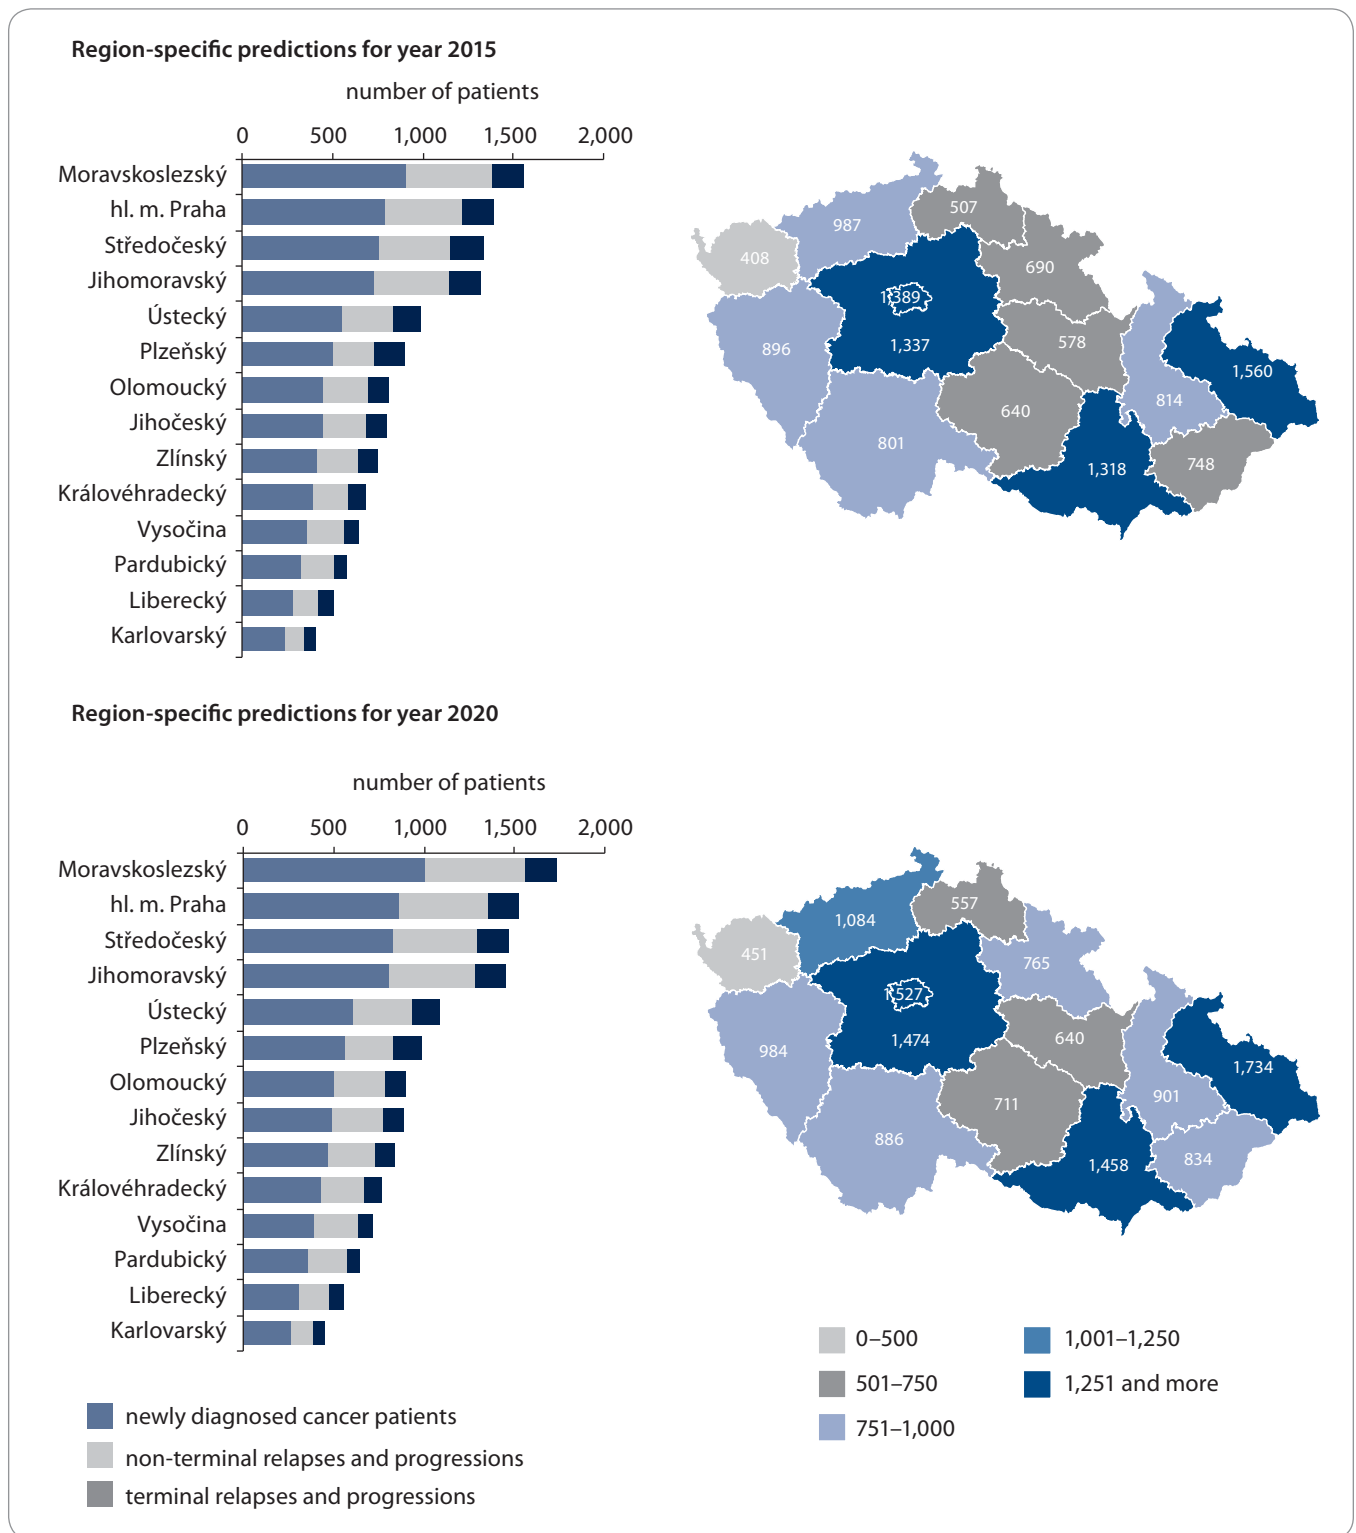 Region-specific predictions for year 2015
number of patients
0 500 1,000 1,500 2,000
Moravskoslezský
hl. m. Praha
Středočeský
Jihomoravský
Ústecký
Plzeňský
Olomoucký
Jihočeský
Zlínský
Královéhradecký
Vysočina
Pardubický
Liberecký
Karlovarský
507
987
408
690
1,389
578
1,337
896
1,560
814
640
801
748
1,318
Region-specific predictions for year 2020
number of patients
0 500 1,000 1,500 2,000
Moravskoslezský
hl. m. Praha
Středočeský
Jihomoravský
Ústecký
Plzeňský
Olomoucký
Jihočeský
Zlínský
Královéhradecký
Vysočina
Pardubický
Liberecký
Karlovarský
557
1,084
451
765
1,527
640
1,474
984
1,734
901
711
886
834
1,458
0–500
501–750
751–1,000
1,001–1,250
1,251 and more
newly diagnosed cancer patients
non-terminal relapses and progressions
terminal relapses and progressions